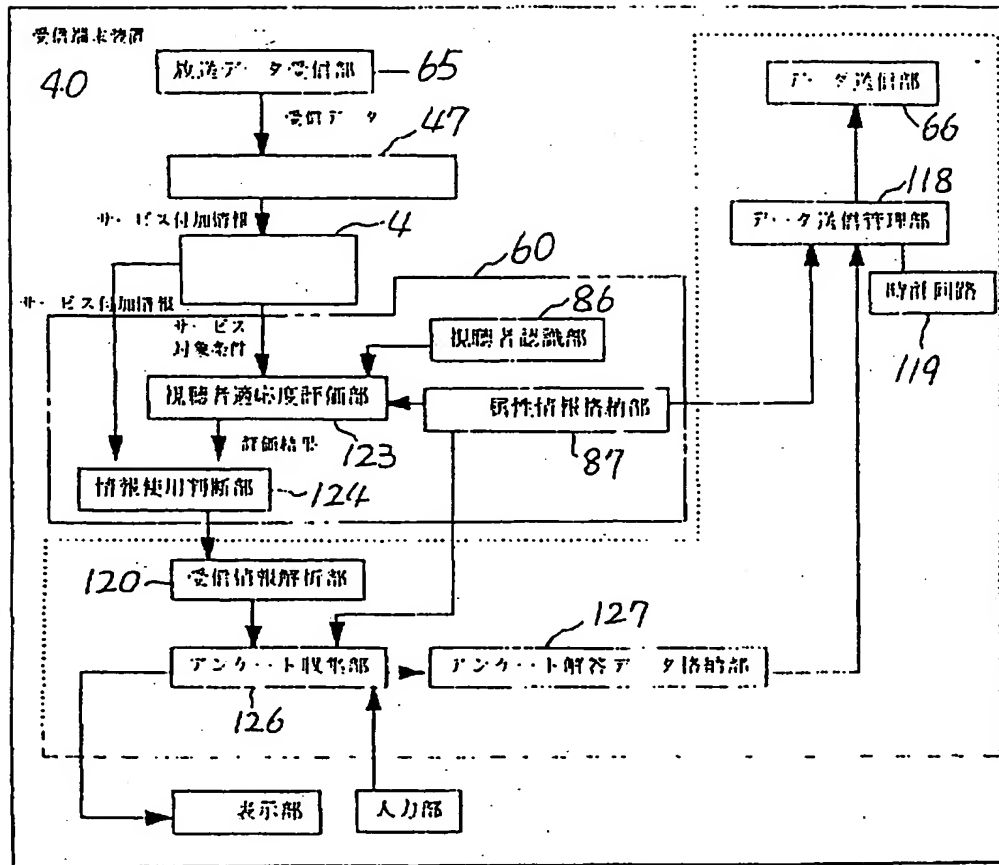 受信端末装置
40
放送データ受信部
65
受信データ
47
サービス付加情報
4
サービス付加情報
60
サービス
対象条件
86
視聴者認識部
視聴者適応度評価部
属性情報格納部
評価結果
123
87
情報使用判断部
124
120
受信情報解析部
127
アンケート収集部
アンケート解答データ格納部
126
表示部
入力部
データ送信部
66
118
データ送信管理部
時計回路
119